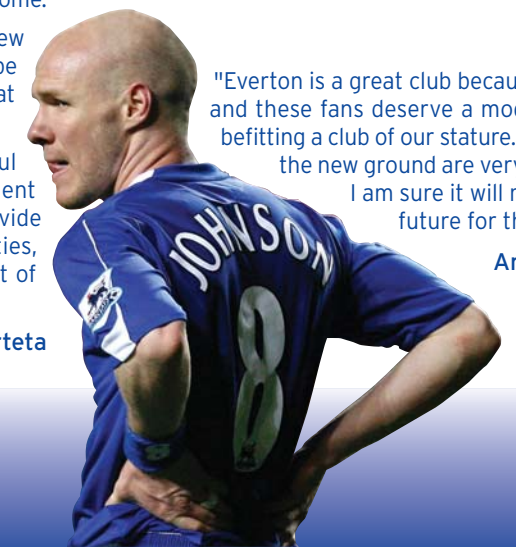 ome.
ew
be
at
ul
ent
vide
ties,
t of
rteta
"Everton is a great club becau
and these fans deserve a mod
befitting a club of our stature.
the new ground are very
I am sure it will
future for th
An
JOHNSON
8